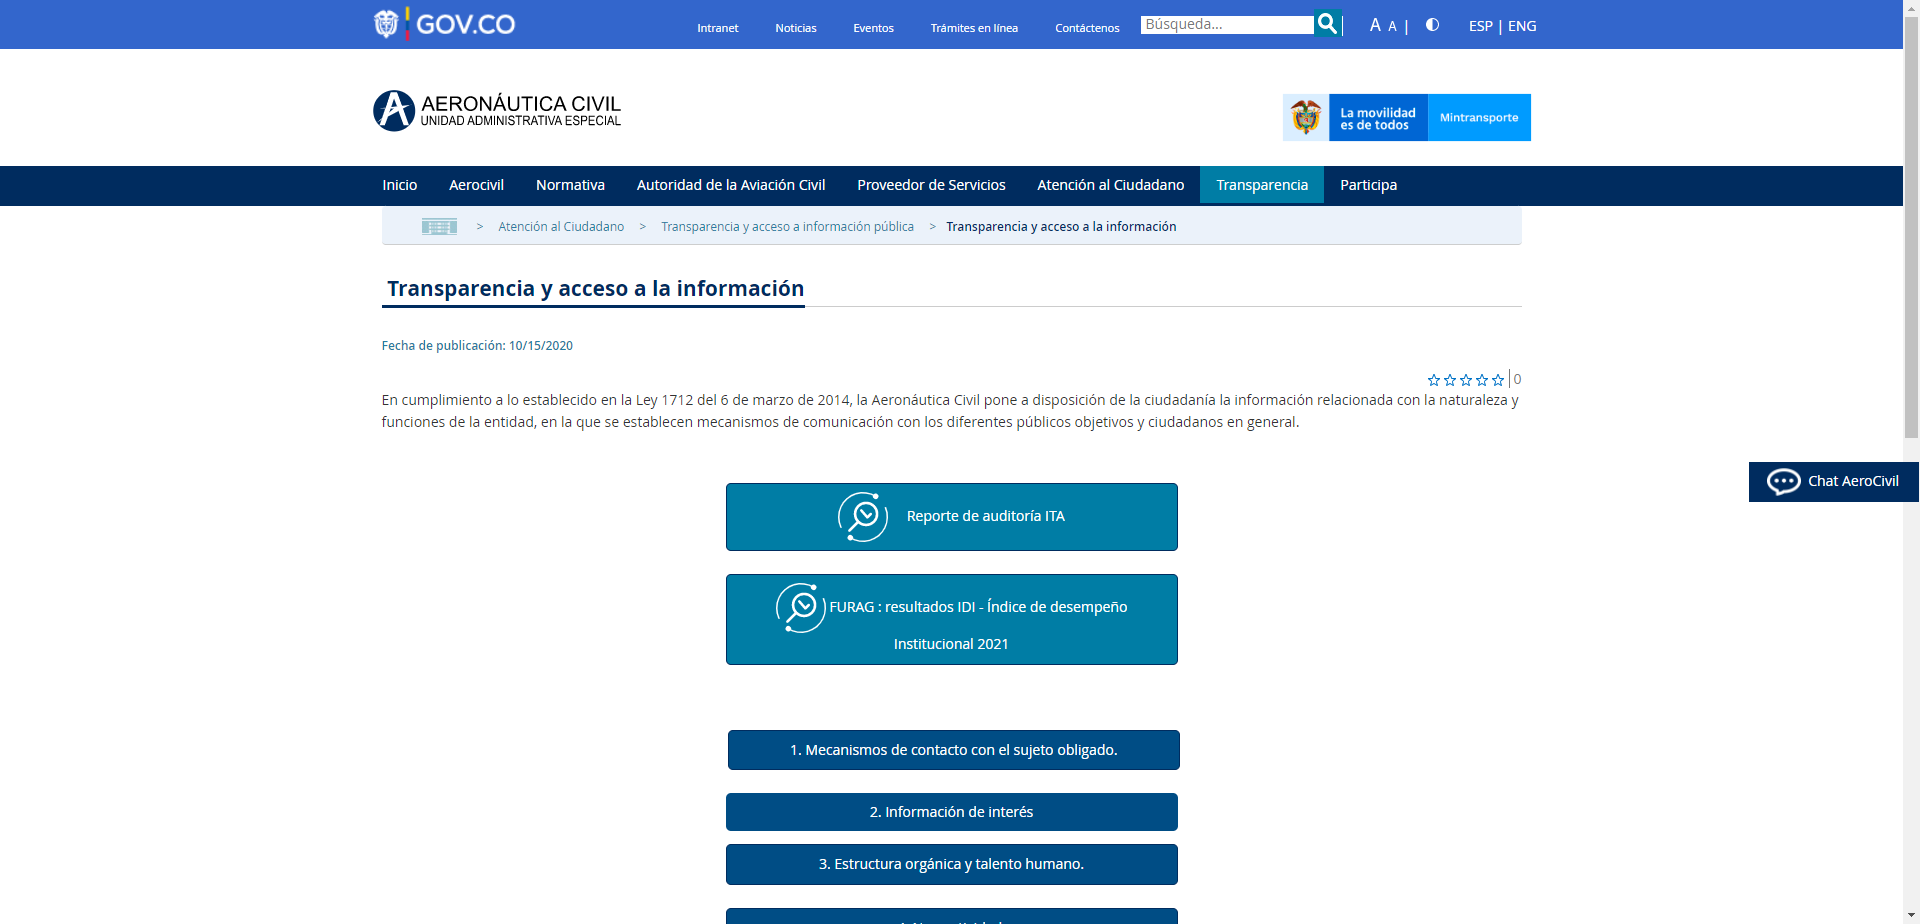 GOV.CO
Intranet
Noticias
Eventos
Trámites en línea
Contáctenos
Búsqueda...
A A |
ESP | ENG
AERONÁUTICA CIVIL
UNIDAD ADMINISTRATIVA ESPECIAL
La movilidad
es de todos
Mintransporte
Inicio
Aerocivil
Normativa
Autoridad de la Aviación Civil
Proveedor de Servicios
Atención al Ciudadano
Transparencia
Participa
> Atención al Ciudadano > Transparencia y acceso a información pública > Transparencia y acceso a la información
Transparencia y acceso a la información
Fecha de publicación: 10/15/2020
0
En cumplimiento a lo establecido en la Ley 1712 del 6 de marzo de 2014, la Aeronáutica Civil pone a disposición de la ciudadanía la información relacionada con la naturaleza y
funciones de la entidad, en la que se establecen mecanismos de comunicación con los diferentes públicos objetivos y ciudadanos en general.
Chat AeroCivil
Reporte de auditoría ITA
FURAG : resultados IDI - Índice de desempeño
Institucional 2021
1. Mecanismos de contacto con el sujeto obligado.
2. Información de interés
3. Estructura orgánica y talento humano.